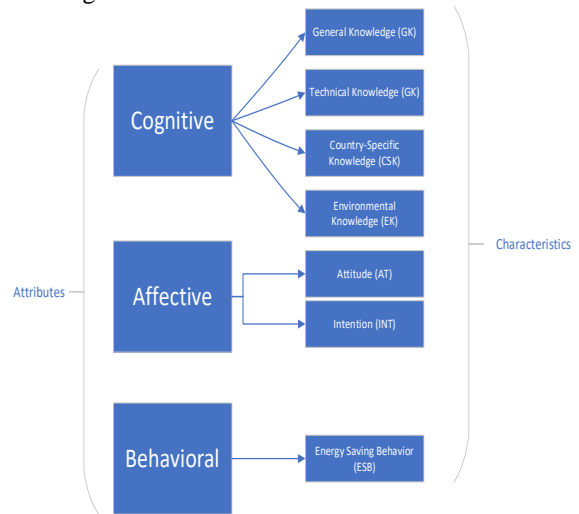 General Knowledge (GK)
Technical Knowledge (GK)
Cognitive
Country-Specific
Knowledge (CSK)
Environmental
Knowledge (EK)
Characteristics
Attitude (AT)
Attributes
Affective
Intention (INT)
Behavioral
Energy Saving Behavior
(ESB)